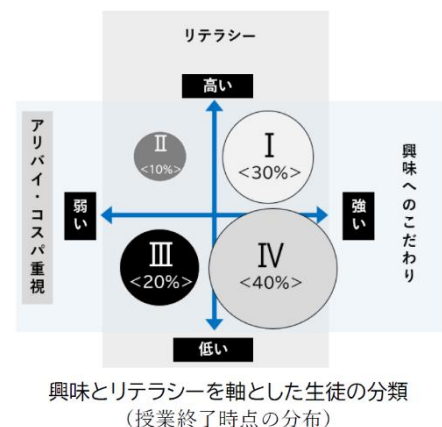 リテラシー
高い
アリバイ・コスパ重視
弱い
Ⅱ
<10%>
Ⅰ
<30%>
強い
興味へのこだわり
Ⅲ
<20%>
Ⅳ
<40%>
低い
興味とリテラシーを軸とした生徒の分類
(授業終了時点の分布)